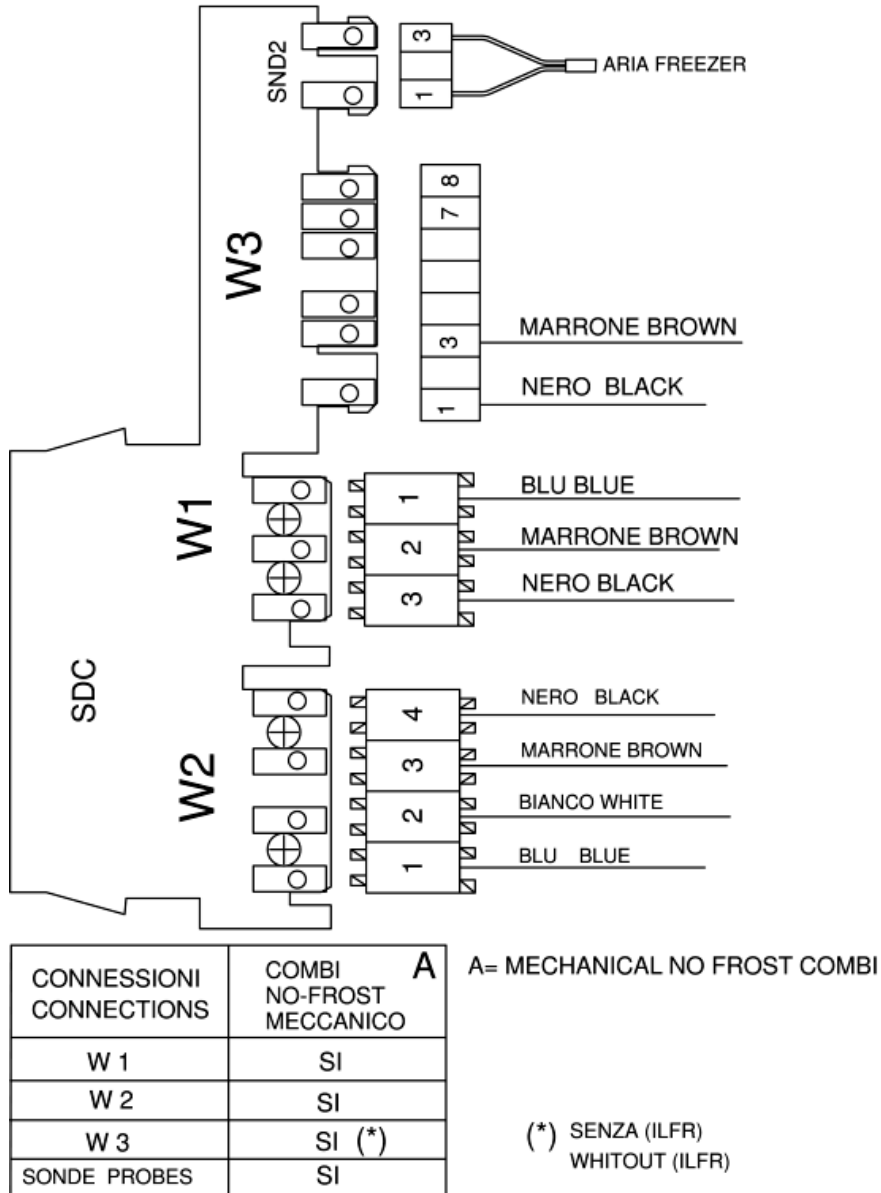 SND2
3
1
ARIA FREEZER
W3
8
7
3
1
MARRONE BROWN
NERO BLACK
W1
1
2
3
BLU BLUE
MARRONE BROWN
NERO BLACK
SDC
W2
4
3
2
1
NERO BLACK
MARRONE BROWN
BIANCO WHITE
BLU BLUE
CONNESSIONI
CONNECTIONS
COMBI A
NO-FROST
MECCANICO
W 1 SI
W 2 SI
W 3 SI (*)
SONDE PROBES SI
A= MECHANICAL NO FROST COMBI
(*) SENZA (ILFR)
WHITOUT (ILFR)